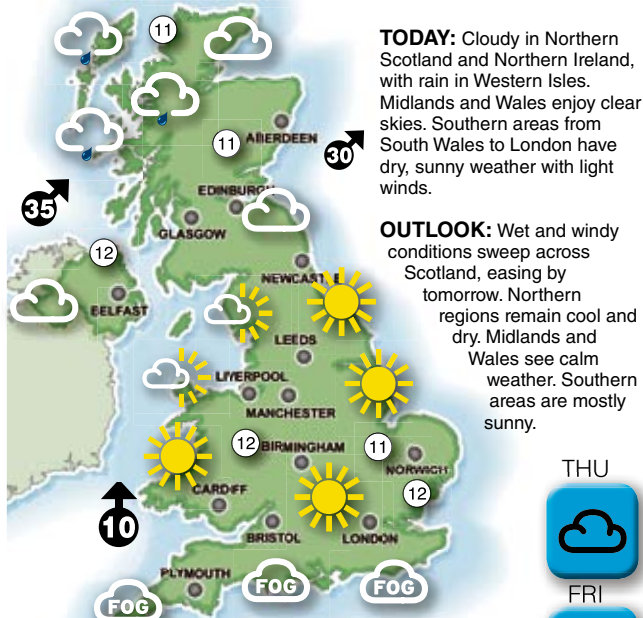 11
TODAY: Cloudy in Northern
Scotland and Northern Ireland,
with rain in Western Isles.
Midlands and Wales enjoy clear
skies. Southern areas from
South Wales to London have
dry, sunny weather with light
winds.
11
ABERDEEN
30
EDINBURGH
35
GLASGOW
OUTLOOK: Wet and windy
conditions sweep across
Scotland, easing by
tomorrow. Northern
regions remain cool and
dry. Midlands and
Wales see calm
weather. Southern
areas are mostly
sunny.
12
NEWCASTLE
BELFAST
LEEDS
LIVERPOOL
MANCHESTER
12
BIRMINGHAM
11
NORWICH
12
CARDIFF
10
BRISTOL
LONDON
PLYMOUTH
FOG
FOG
FOG
THU
FRI